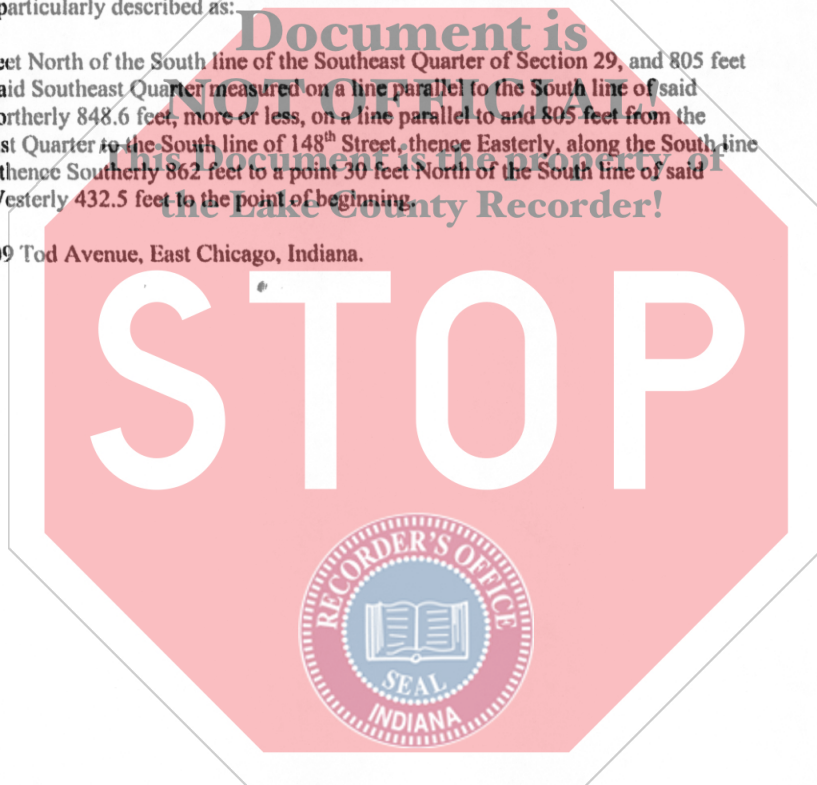 particularly described as:
Document is
eet North of the South line of the Southeast Quarter of Section 29, and 805 feet
aid Southeast Quarter measured on a line parallel to the South line of said
NOT OFFICIAL!
ortherly 848.6 feet, more or less, on a line parallel to and 805 feet from the
st Quarter to the South line of 148th Street, thence Easterly, along the South line
This Document is the property of
thence Southerly 862 feet to a point 30 feet North of the South line of said
Westerly 432.5 feet to the point of beginning.
the Lake County Recorder!
09 Tod Avenue, East Chicago, Indiana.
STOP
RECORDER'S OFFICE
SEAL
INDIANA